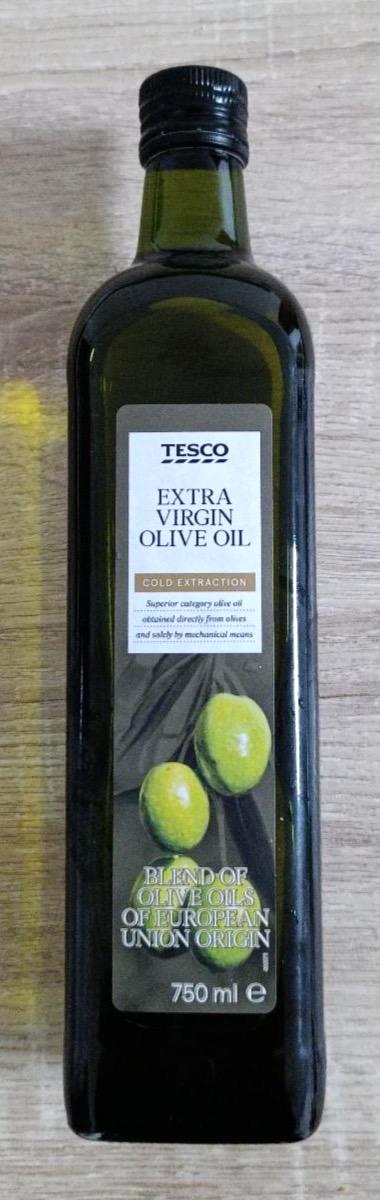 TESCO
EXTRA
VIRGIN
OLIVE OIL
COLD EXTRACTION
Superior category olive oil
obtained directly from olives
and solely by mechanical means
BLEND OF
OLIVE OILS
OF EUROPEAN
UNION ORIGIN
750 ml ℮